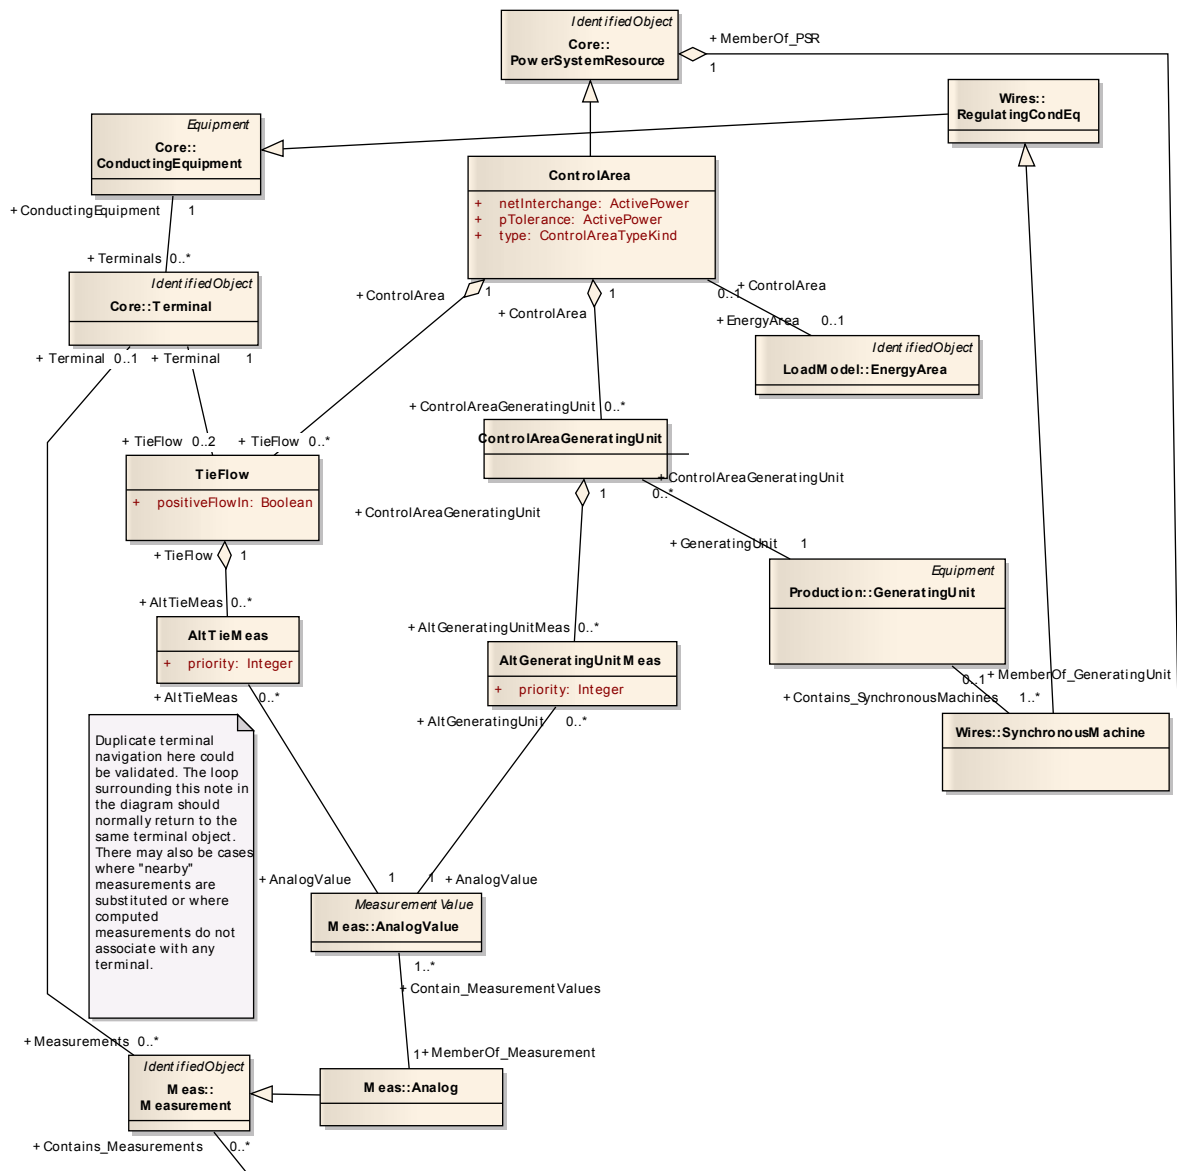 IdentifiedObject
Core::
PowerSystemResource
+ MemberOf_PSR
1
Wires::
RegulatingCondEq
Equipment
Core::
ConductingEquipment
+ ConductingEquipment 1
ControlArea
+ netInterchange: ActivePower
+ pTolerance: ActivePower
+ type: ControlAreaTypeKind
+ Terminals 0..*
IdentifiedObject
Core::Terminal
+ ControlArea 1
1
+ ControlArea
0..1
+ ControlArea
+ EnergyArea 0..1
IdentifiedObject
LoadModel::EnergyArea
+ Terminal 0..1
+ Terminal 1
+ ControlAreaGeneratingUnit 0..*
ControlAreaGeneratingUnit
+ TieFlow 0..2
+ TieFlow 0..*
TieFlow
+ positiveFlowIn: Boolean
+ ControlAreaGeneratingUnit
0..*
1
+ ControlAreaGeneratingUnit
+ GeneratingUnit 1
+ TieFlow 1
Equipment
Production::GeneratingUnit
+ AltTieMeas 0..*
AltTieMeas
+ priority: Integer
+ AltGeneratingUnitMeas 0..*
AltGeneratingUnitMeas
+ priority: Integer
0..1
+ MemberOf_GeneratingUnit
+ Contains_SynchronousMachines 1..*
Wires::SynchronousMachine
+ AltTieMeas 0..*
+ AltGeneratingUnit 0..*
Duplicate terminal
navigation here could
be validated. The loop
surrounding this note in
the diagram should
normally return to the
same terminal object.
There may also be cases
where "nearby"
measurements are
substituted or where
computed
measurements do not
associate with any
terminal.
+ AnalogValue 1
1 + AnalogValue
MeasurementValue
Meas::AnalogValue
1..*
+ Contain_MeasurementValues
+ Measurements 0..*
1 + MemberOf_Measurement
IdentifiedObject
Meas::
Measurement
Meas::Analog
+ Contains_Measurements 0..*